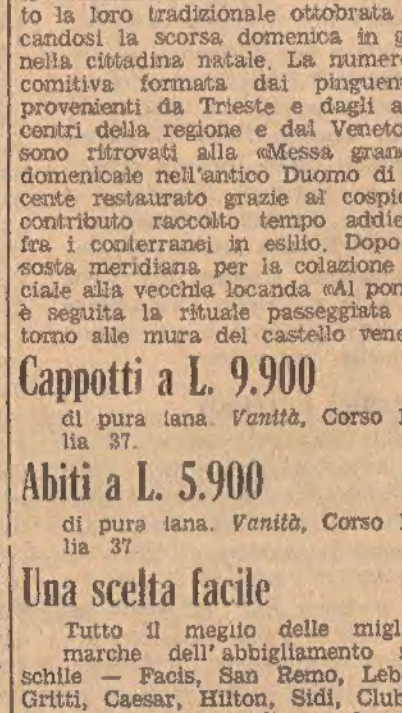 to la loro tradizionale ottobrata
candosi la scorsa domenica in g
nella cittadina natale. La numer
comitiva formata dai pinguen
provenienti da Trieste e dagli a
centri della regione e dal Veneto
sono ritrovati alla «Messa gran
domenicale nell'antico Duomo di
cente restaurato grazie al cospic
contributo raccolto tempo addie
fra i conterranei in esilio. Dopo
sosta meridiana per la colazione
ciale alla vecchia locanda «Al pon
è seguita la rituale passeggiata
torno alle mura del castello vene
Cappotti a L. 9.900
di pura lana. Vanità, Corso I
lia 37.
Abiti a L. 5.900
di pura lana. Vanità, Corso I
lia 37
Una scelta facile
Tutto il meglio delle migl
marche dell'abbigliamento
schile — Facis, San Remo, Leb
Gritti, Caesar, Hilton, Sidi, Club